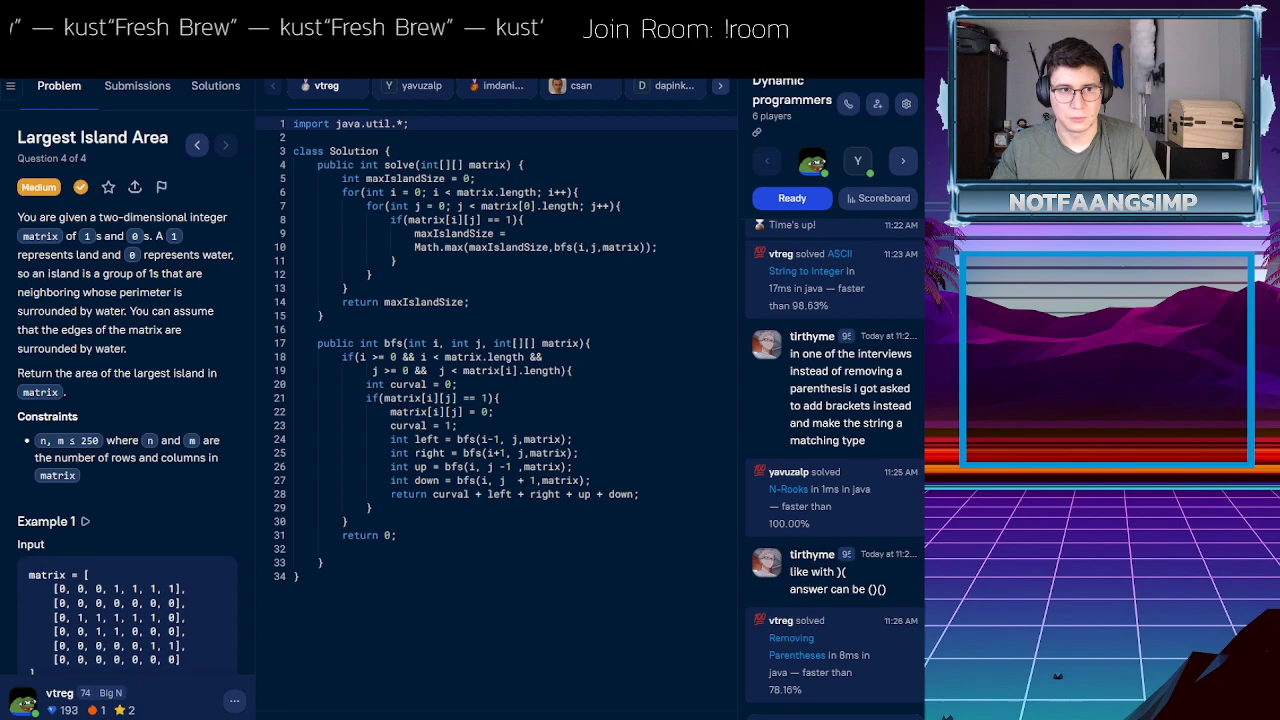 " — kust"Fresh Brew" — kust"Fresh Brew" — kust"
Join Room: !room
Problem
Submissions
Solutions
Largest Island Area
Question 4 of 4
Medium
You are given a two-dimensional integer
matrix of 1s and 0s. A 1
represents land and 0 represents water,
so an island is a group of 1s that are
neighboring whose perimeter is
surrounded by water. You can assume
that the edges of the matrix are
surrounded by water.
Return the area of the largest island in
matrix.
Constraints
n, m ≤ 250 where n and m are
the number of rows and columns in
matrix
Example 1
Input
matrix = [
[0, 0, 0, 1, 1, 1, 1],
[0, 0, 0, 0, 0, 0, 0],
[0, 1, 1, 1, 1, 1, 0],
[0, 0, 1, 1, 0, 0, 0],
[0, 0, 0, 0, 0, 1, 1],
[0, 0, 0, 0, 0, 0, 0]
]
vtreg 74 Big N
193 1 2
...
vtreg
Y yavuzalp
imdani...
csan
D dapink...
1 import java.util.*;
2
3 class Solution {
4 public int solve(int[][] matrix) {
5 int maxIslandSize = 0;
6 for(int i = 0; i < matrix.length; i++){
7 for(int j = 0; j < matrix[0].length; j++){
8 if(matrix[i][j] == 1){
9 maxIslandSize =
10 Math.max(maxIslandSize,bfs(i,j,matrix));
11 }
12 }
13 }
14 return maxIslandSize;
15 }
16
17 public int bfs(int i, int j, int[][] matrix){
18 if(i >= 0 && i < matrix.length &&
19 j >= 0 && j < matrix[i].length){
20 int curval = 0;
21 if(matrix[i][j] == 1){
22 matrix[i][j] = 0;
23 curval = 1;
24 int left = bfs(i-1, j,matrix);
25 int right = bfs(i+1, j,matrix);
26 int up = bfs(i, j -1 ,matrix);
27 int down = bfs(i, j + 1,matrix);
28 return curval + left + right + up + down;
29 }
30 }
31 return 0;
32
33 }
34 }
Dynamic
programmers
6 players
Y
Ready
Scoreboard
Time's up! 11:22 AM
vtreg solved ASCII 11:23 AM
String to Integer in
17ms in java — faster
than 98.63%
tirthyme Today at 11:2...
in one of the interviews
instead of removing a
parenthesis i got asked
to add brackets instead
and make the string a
matching type
yavuzalp solved 11:25 AM
N-Rooks in 1ms in java
— faster than
100.00%
tirthyme Today at 11:2...
like with )(
answer can be ()()
vtreg solved 11:26 AM
Removing
Parentheses in 8ms in
java — faster than
78.16%
NOTFAANGSIMP